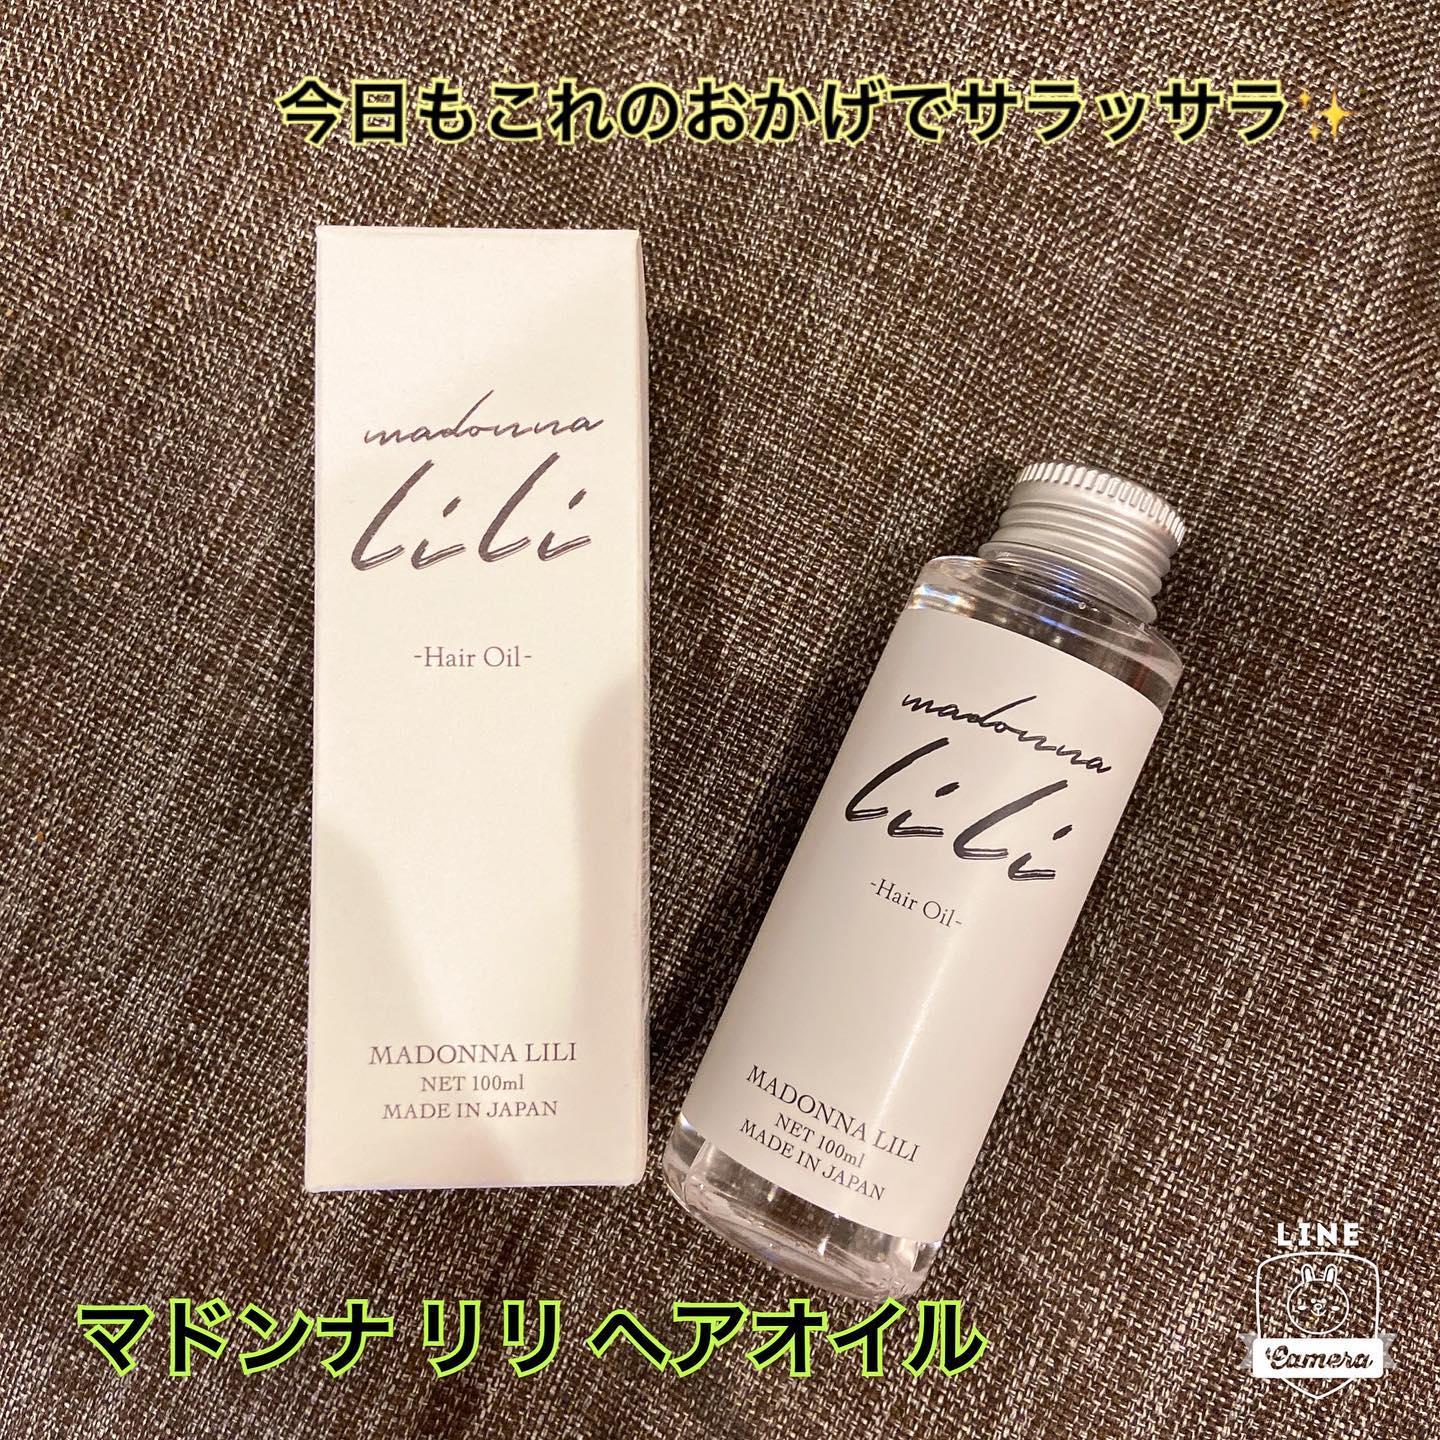 今日もこれのおかげでサラッサラ✨
madonna
lili
-Hair Oil-
MADONNA LILI
NET 100ml
MADE IN JAPAN
madonna
lili
-Hair Oil-
MADONNA LILI
NET 100ml
MADE IN JAPAN
マドンナ リリ ヘアオイル
LINE
Camera